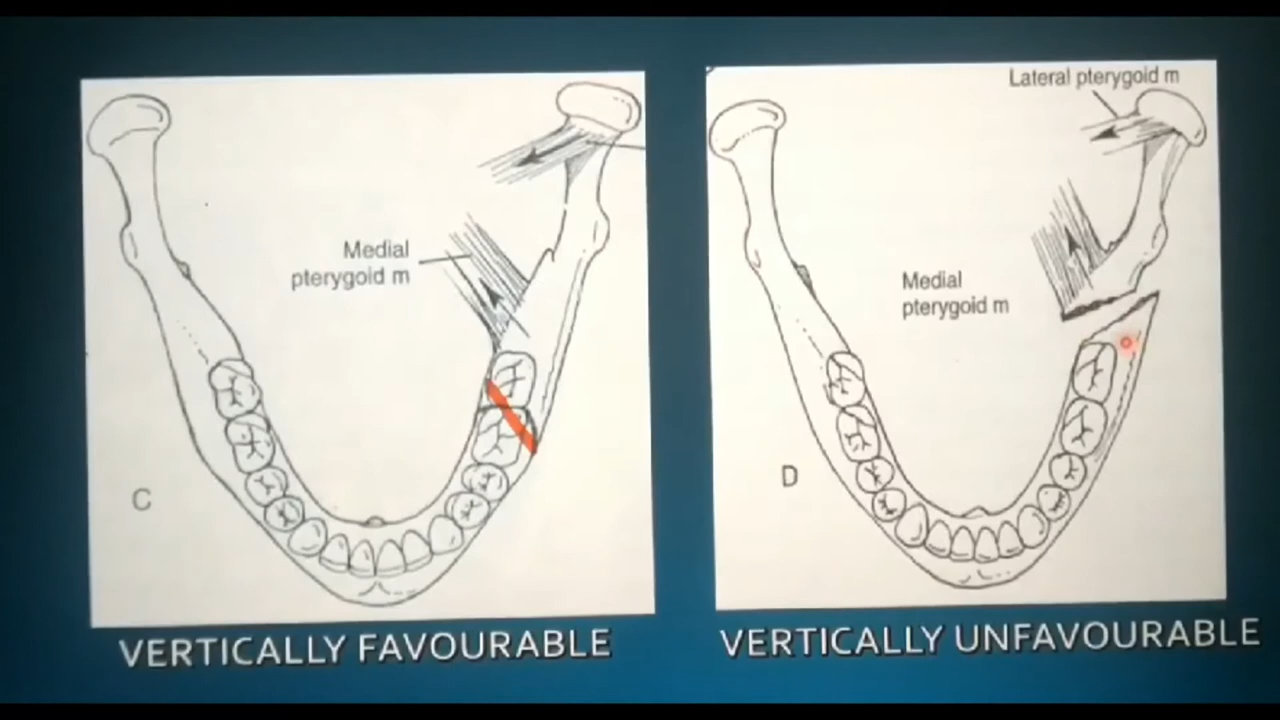 Lateral pterygoid m
Medial
pterygoid m
Medial
pterygoid m
C
D
VERTICALLY FAVOURABLE
VERTICALLY UNFAVOURABLE